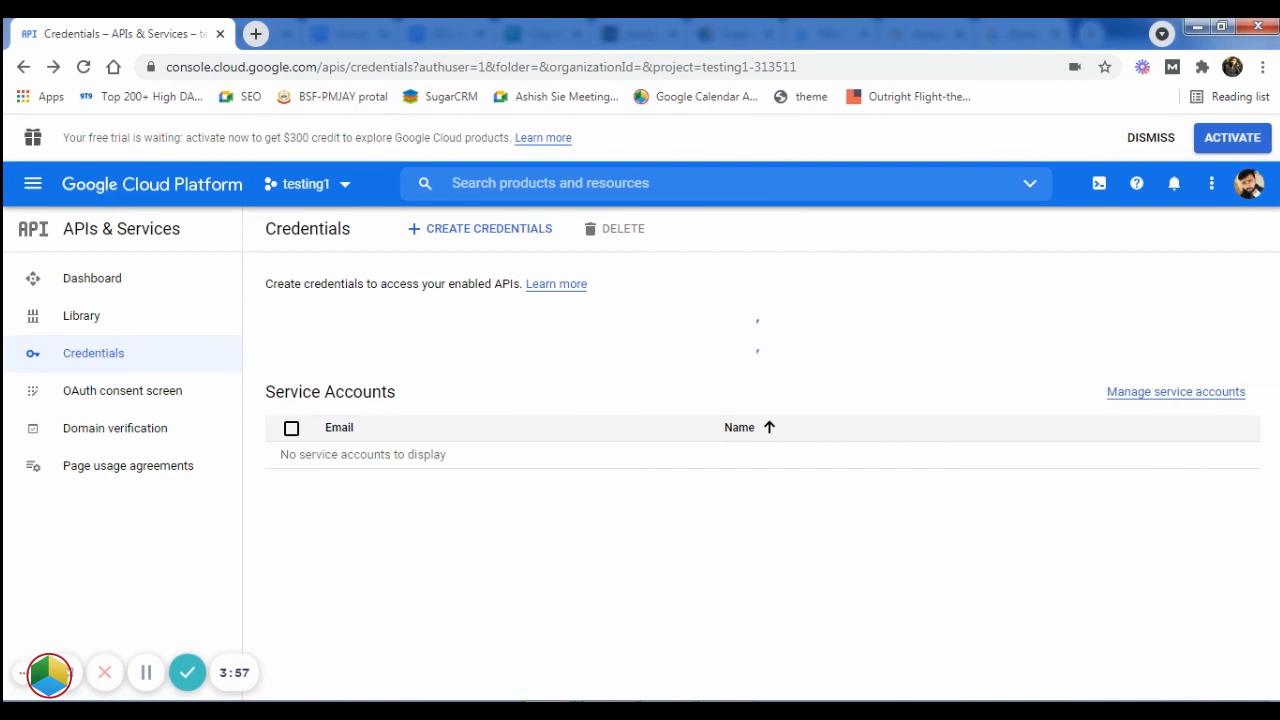 API Credentials – APIs & Services – te
console.cloud.google.com/apis/credentials?authuser=1&folder=&organizationId=&project=testing1-313511
Apps
Top 200+ High DA...
SEO
BSF-PMJAY protal
SugarCRM
Ashish Sie Meeting...
Google Calendar A...
theme
Outright Flight-the...
Reading list
Your free trial is waiting: activate now to get $300 credit to explore Google Cloud products. Learn more
DISMISS
ACTIVATE
Google Cloud Platform
testing1
Search products and resources
API APIs & Services
Credentials
+ CREATE CREDENTIALS
DELETE
Dashboard
Library
Credentials
OAuth consent screen
Domain verification
Page usage agreements
Create credentials to access your enabled APIs. Learn more
Service Accounts
Manage service accounts
Email
Name
No service accounts to display
3:57